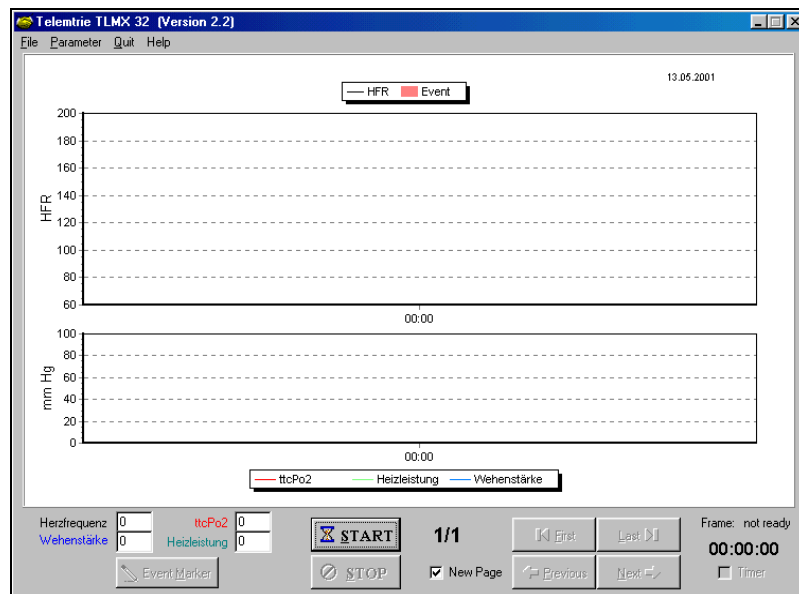 Telemtrie TLMX 32 (Version 2.2)
File Parameter Quit Help
13.05.2001
HFR Event
200
180
160
140
120
100
80
60
HFR
00:00
100
80
60
40
20
0
mm Hg
00:00
ttcPo2 Heizleistung Wehenstärke
Herzfrequenz 0 ttcPo2 0
Wehenstärke 0 Heizleistung 0
Event Marker
START
STOP
1/1
New Page
First Last
Previous Next
Frame: not ready
00:00:00
Timer